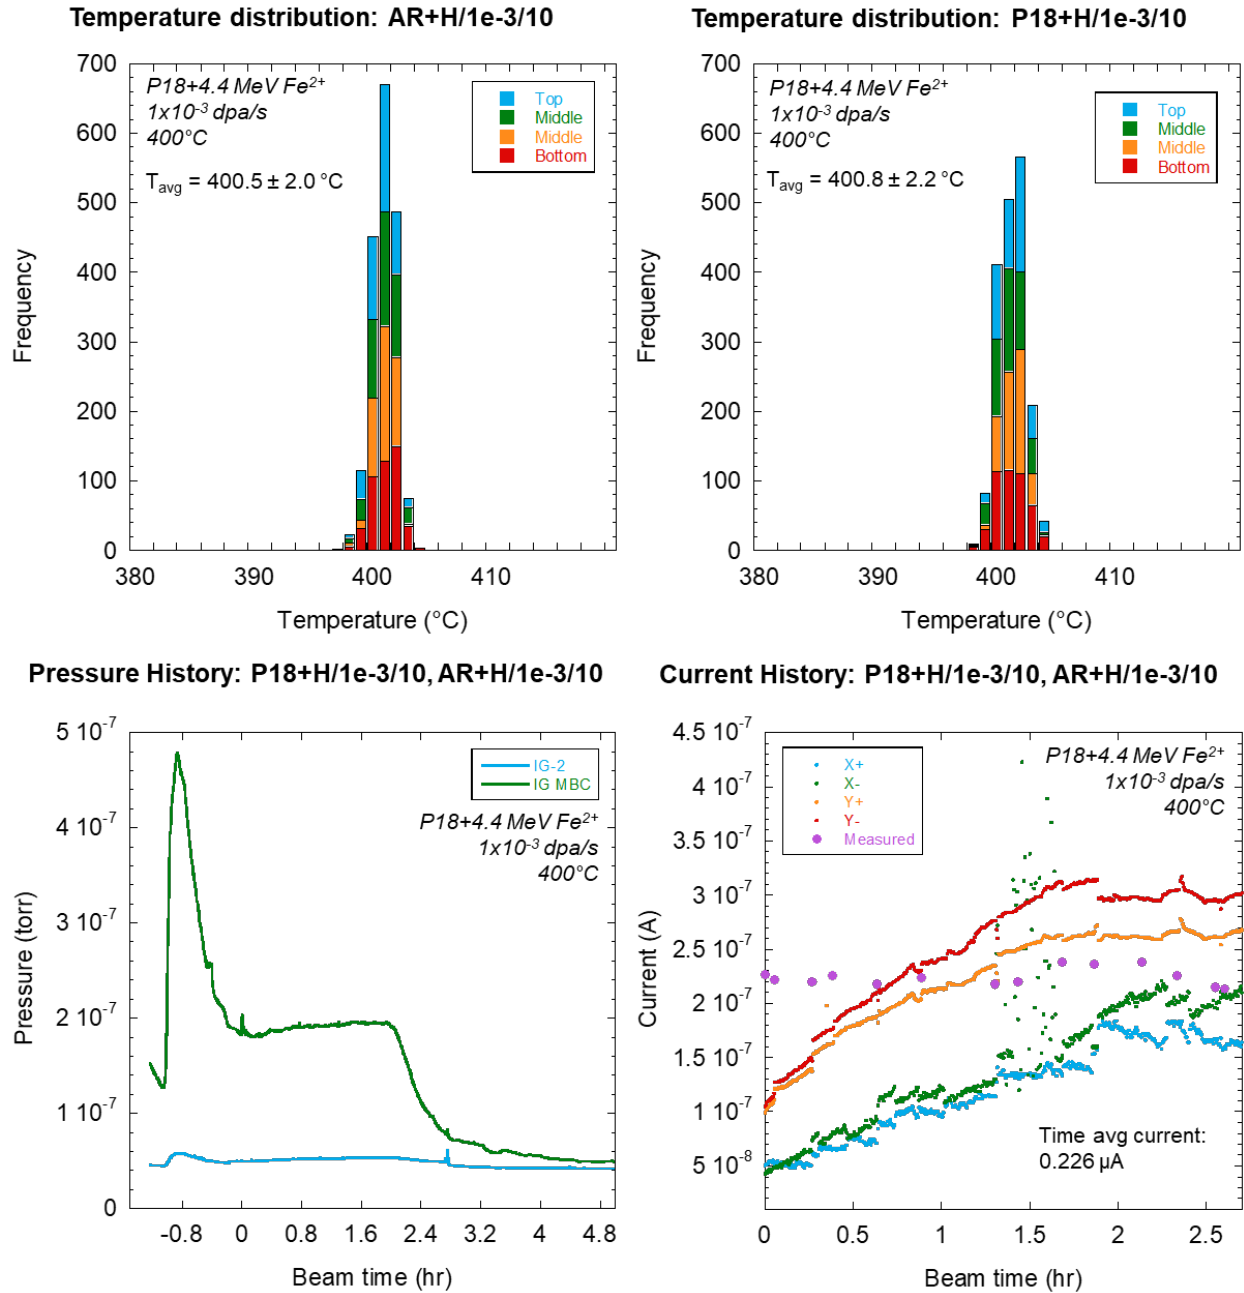 Temperature distribution: AR+H/1e-3/10
P18+4.4 MeV Fe²⁺
1x10⁻³ dpa/s
400°C
T_avg = 400.5 ± 2.0 °C
Top
Middle
Middle
Bottom
Frequency
700
600
500
400
300
200
100
0
380
390
400
410
Temperature (°C)
Temperature distribution: P18+H/1e-3/10
P18+4.4 MeV Fe²⁺
1x10⁻³ dpa/s
400°C
T_avg = 400.8 ± 2.2 °C
Top
Middle
Middle
Bottom
Frequency
700
600
500
400
300
200
100
0
380
390
400
410
Temperature (°C)
Pressure History: P18+H/1e-3/10, AR+H/1e-3/10
IG-2
IG MBC
P18+4.4 MeV Fe²⁺
1x10⁻³ dpa/s
400°C
Pressure (torr)
5 10⁻⁷
4 10⁻⁷
3 10⁻⁷
2 10⁻⁷
1 10⁻⁷
0
-0.8
0
0.8
1.6
2.4
3.2
4
4.8
Beam time (hr)
Current History: P18+H/1e-3/10, AR+H/1e-3/10
X+
X-
Y+
Y-
Measured
P18+4.4 MeV Fe²⁺
1x10⁻³ dpa/s
400°C
Current (A)
4.5 10⁻⁷
4 10⁻⁷
3.5 10⁻⁷
3 10⁻⁷
2.5 10⁻⁷
2 10⁻⁷
1.5 10⁻⁷
1 10⁻⁷
5 10⁻⁸
Time avg current:
0.226 µA
0
0.5
1
1.5
2
2.5
Beam time (hr)